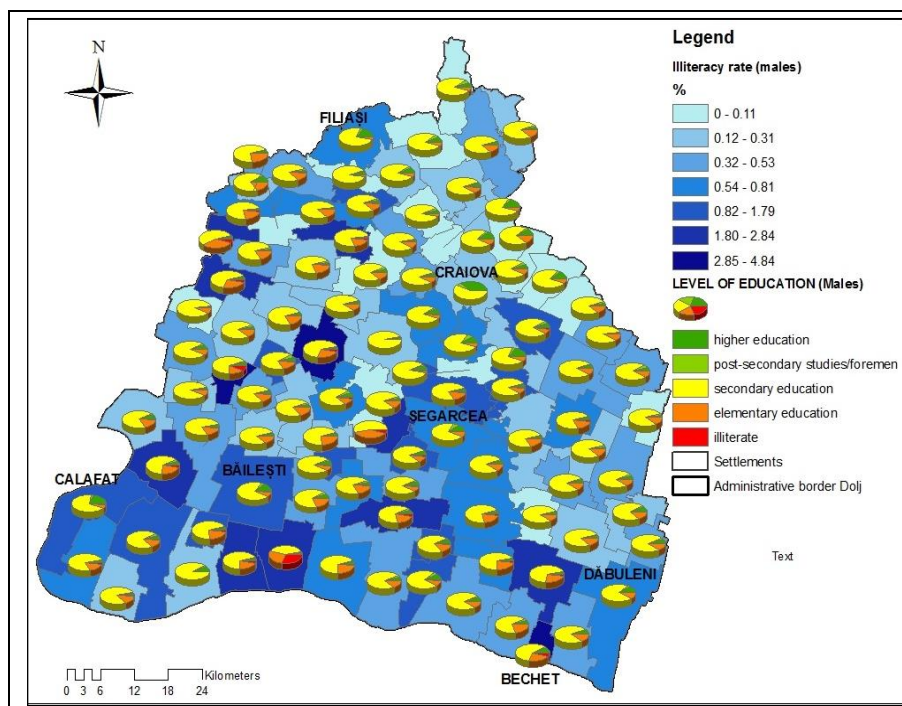 N
FILIAȘI
CRAIOVA
SEGARCEA
CALAFAT
BĂILEȘTI
DĂBULENI
BECHET
Kilometers
0 3 6 12 18 24
Legend
Illiteracy rate (males)
%
0 - 0.11
0.12 - 0.31
0.32 - 0.53
0.54 - 0.81
0.82 - 1.79
1.80 - 2.84
2.85 - 4.84
LEVEL OF EDUCATION (Males)
higher education
post-secondary studies/foremen
secondary education
elementary education
illiterate
Settlements
Administrative border Dolj
Text